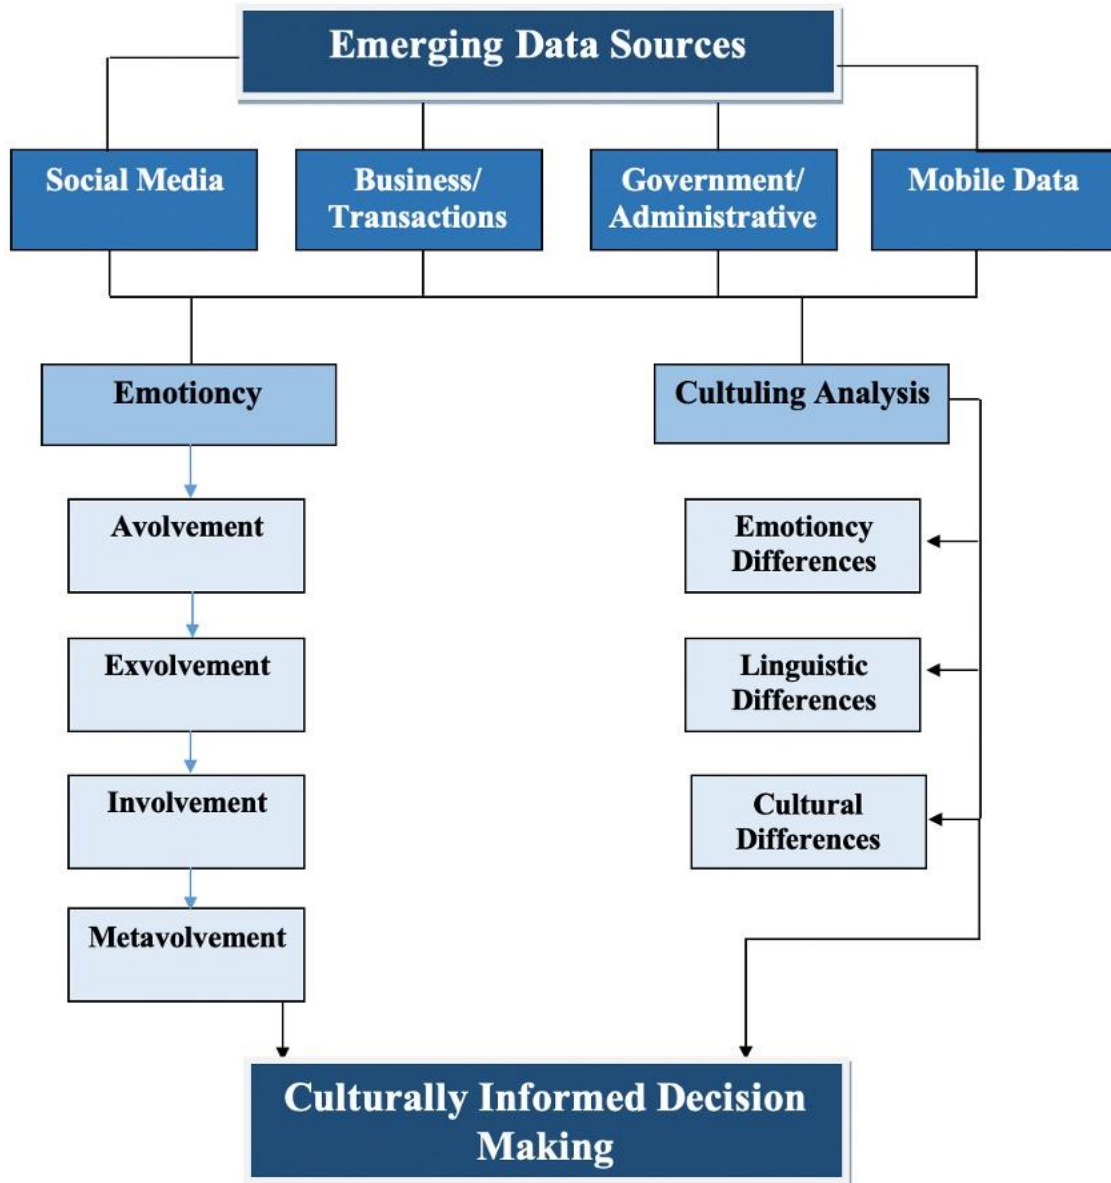 Emerging Data Sources
Social Media
Business/
Transactions
Government/
Administrative
Mobile Data
Emotioncy
Cultuling Analysis
Avolvement
Emotioncy
Differences
Exvolvement
Linguistic
Differences
Involvement
Cultural
Differences
Metavolvement
Culturally Informed Decision
Making